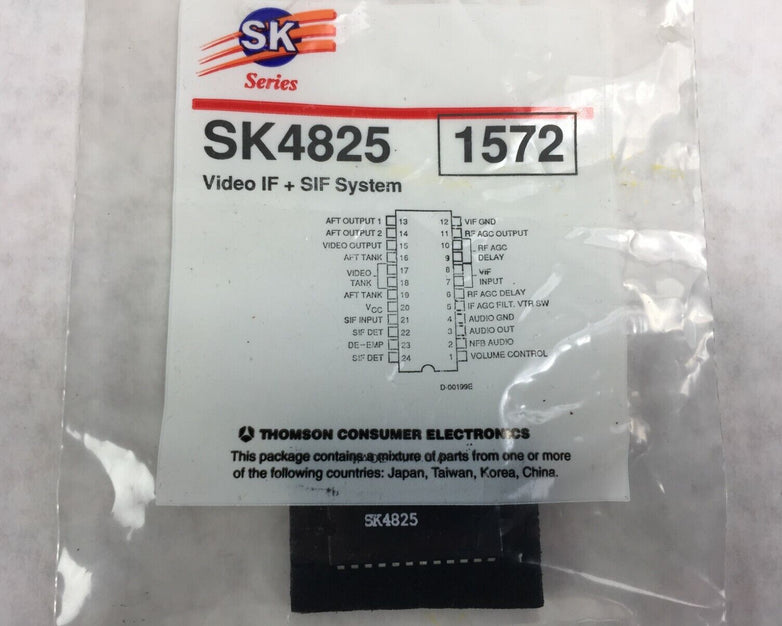 SK
Series
SK4825 1572
Video IF + SIF System
AFT OUTPUT 1 13 12 VIF GND
AFT OUTPUT 2 14 11 RF AGC OUTPUT
VIDEO OUTPUT 15 10 RF AGC
AFT TANK 16 9 DELAY
VIDEO 17 8 VIF
TANK 18 7 INPUT
AFT TANK 19 6 RF AGC DELAY
VCC 20 5 IF AGC FILT. VTR SW
SIF INPUT 21 4 AUDIO GND
SIF DET 22 3 AUDIO OUT
DE-EMP 23 2 NFB AUDIO
SIF DET 24 1 VOLUME CONTROL
D-00199E
THOMSON CONSUMER ELECTRONICS
This package contains a mixture of parts from one or more
of the following countries: Japan, Taiwan, Korea, China.
SK4825